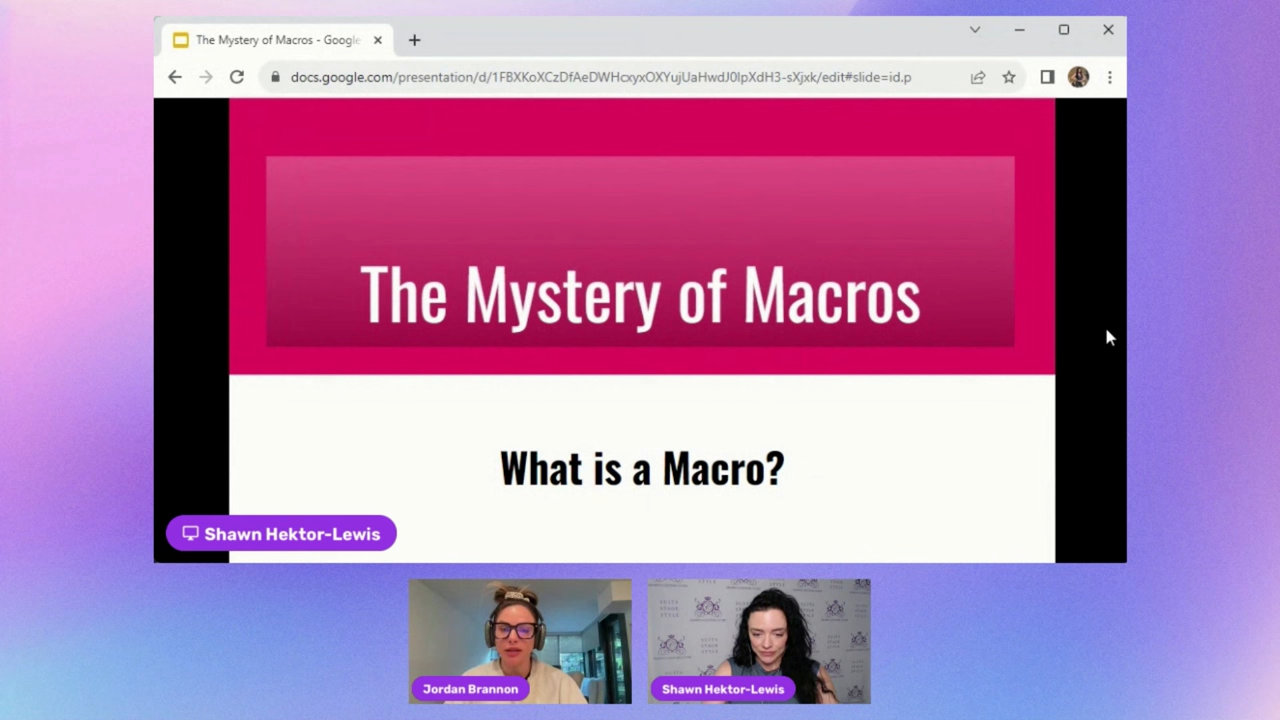 The Mystery of Macros - Google
docs.google.com/presentation/d/1FBXKoXCzDfAeDWHcxyxOXYujUaHwdJ0lpXdH3-sXjxk/edit#slide=id.p
The Mystery of Macros
What is a Macro?
Shawn Hektor-Lewis
Jordan Brannon
Shawn Hektor-Lewis